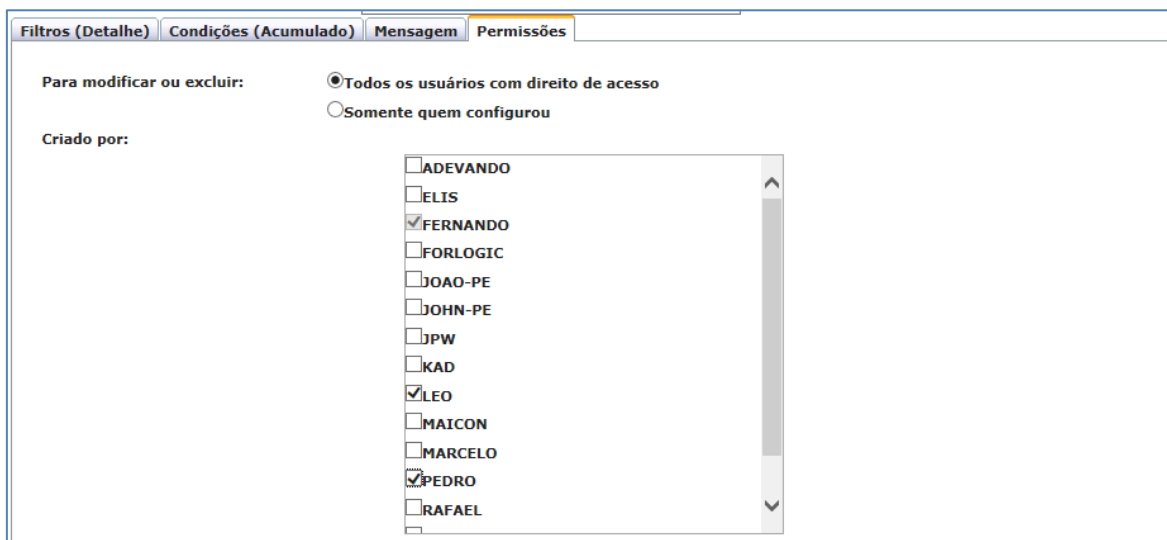 Filtros (Detalhe) Condições (Acumulado) Mensagem Permissões
Para modificar ou excluir: Todos os usuários com direito de acesso
Somente quem configurou
Criado por:
ADEVANDO
ELIS
FERNANDO
FORLOGIC
JOAO-PE
JOHN-PE
JPW
KAD
LEO
MAICON
MARCELO
PEDRO
RAFAEL